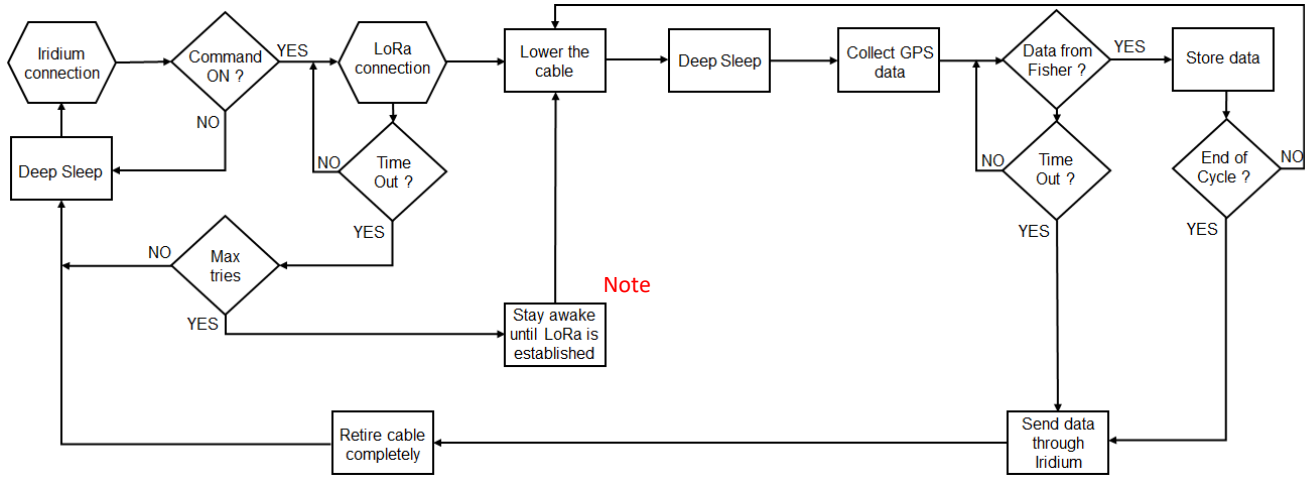 Iridium
connection
Command
ON ?
YES
LoRa
connection
Lower the
cable
Deep Sleep
Collect GPS
data
Data from
Fisher ?
YES
Store data
NO
Deep Sleep
NO
Time
Out ?
NO
Time
Out ?
End of
Cycle ?
NO
YES
YES
YES
NO
Max
tries
YES
Note
Stay awake
until LoRa is
established
Retire cable
completely
Send data
through
Iridium